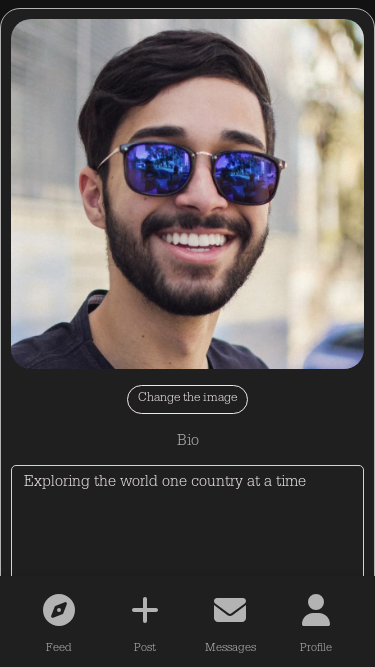 Change the image
Bio
Exploring the world one country at a time
Feed
Post
Messages
Profile